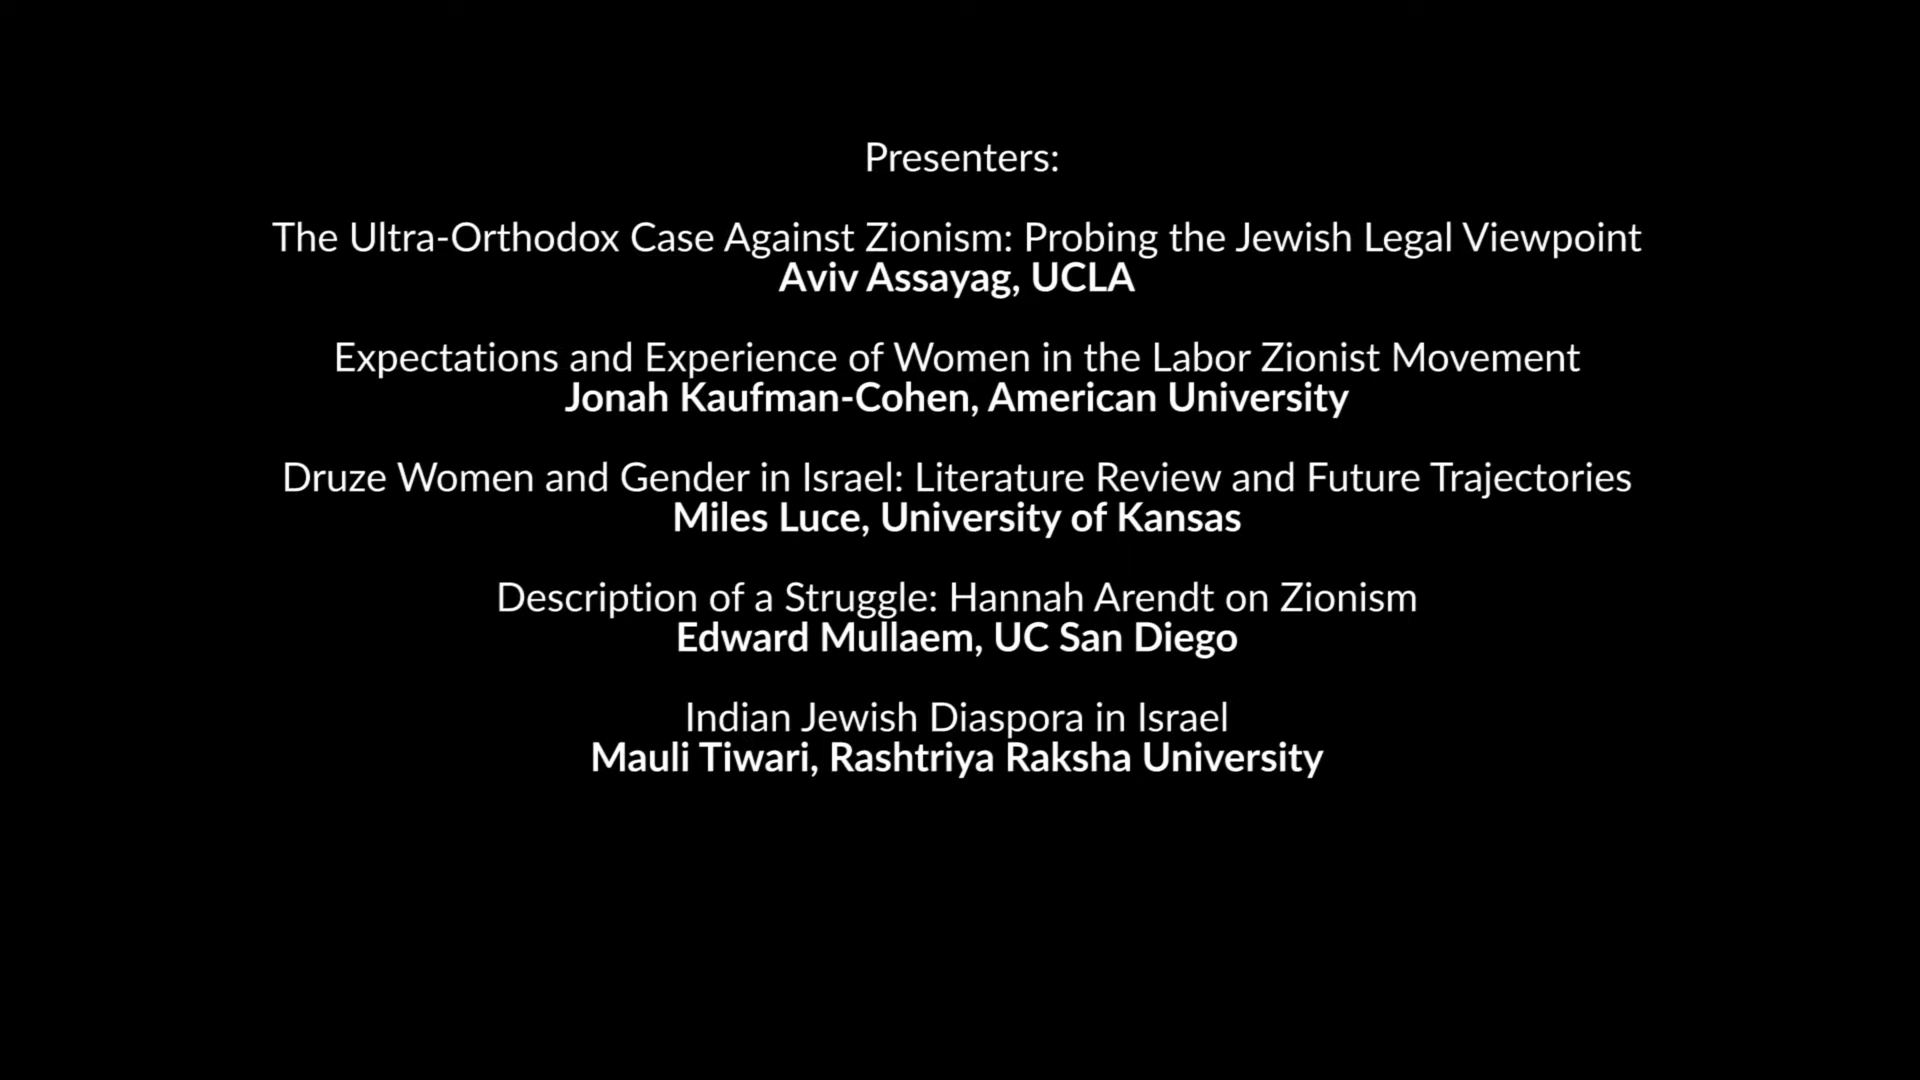 Presenters:
The Ultra-Orthodox Case Against Zionism: Probing the Jewish Legal Viewpoint
Aviv Assayag, UCLA
Expectations and Experience of Women in the Labor Zionist Movement
Jonah Kaufman-Cohen, American University
Druze Women and Gender in Israel: Literature Review and Future Trajectories
Miles Luce, University of Kansas
Description of a Struggle: Hannah Arendt on Zionism
Edward Mullaem, UC San Diego
Indian Jewish Diaspora in Israel
Mauli Tiwari, Rashtriya Raksha University